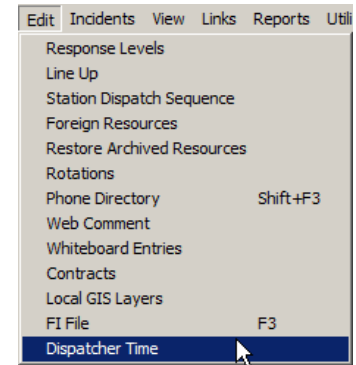 Edit Incidents View Links Reports Utili
Response Levels
Line Up
Station Dispatch Sequence
Foreign Resources
Restore Archived Resources
Rotations
Phone Directory Shift+F3
Web Comment
Whiteboard Entries
Contracts
Local GIS Layers
FI File F3
Dispatcher Time